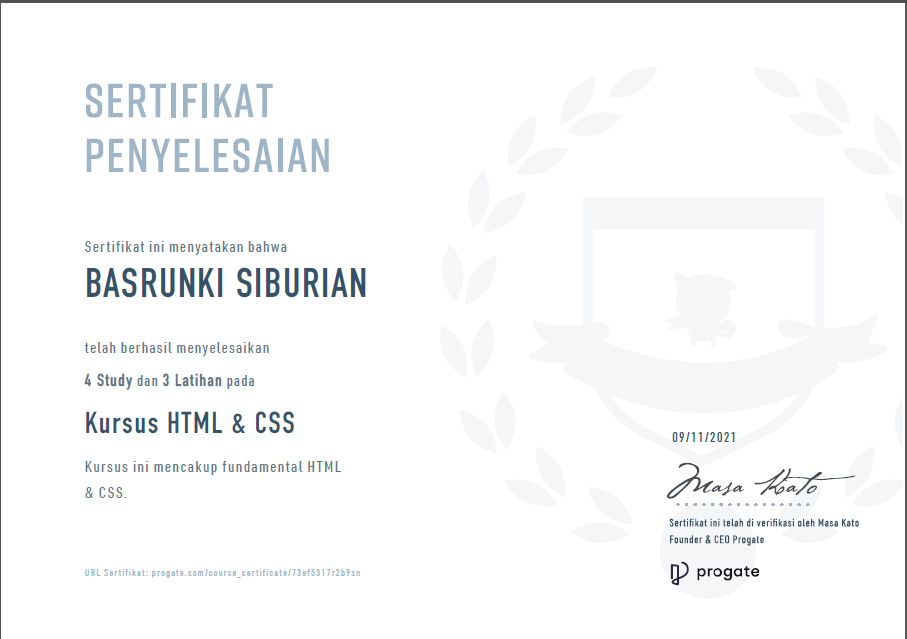 SERTIFIKAT
PENYELESAIAN
Sertifikat ini menyatakan bahwa
BASRUNKI SIBURIAN
telah berhasil menyelesaikan
4 Study dan 3 Latihan pada
Kursus HTML & CSS
Kursus ini mencakup fundamental HTML
& CSS.
09/11/2021
Masa Kato
Sertifikat ini telah di verifikasi oleh Masa Kato
Founder & CEO Progate
progate
URL Sertifikat: progate.com/course_certificate/73ef5317r2b9sn